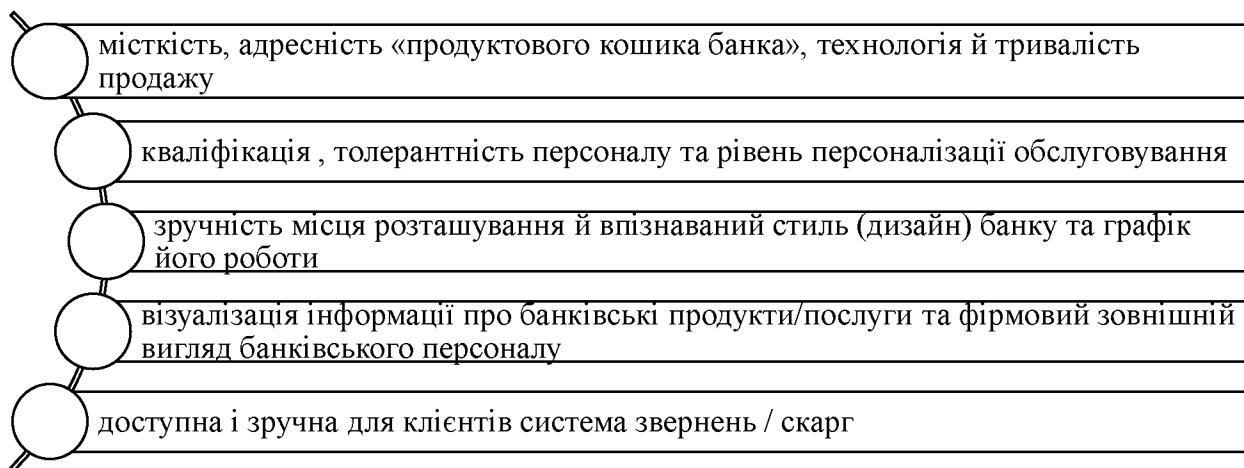 місткість, адресність «продуктового кошика банка», технологія й тривалість
продажу
кваліфікація , толерантність персоналу та рівень персоналізації обслуговування
зручність місця розташування й впізнаваний стиль (дизайн) банку та графік
його роботи
візуалізація інформації про банківські продукти/послуги та фірмовий зовнішній
вигляд банківського персоналу
доступна і зручна для клієнтів система звернень / скарг